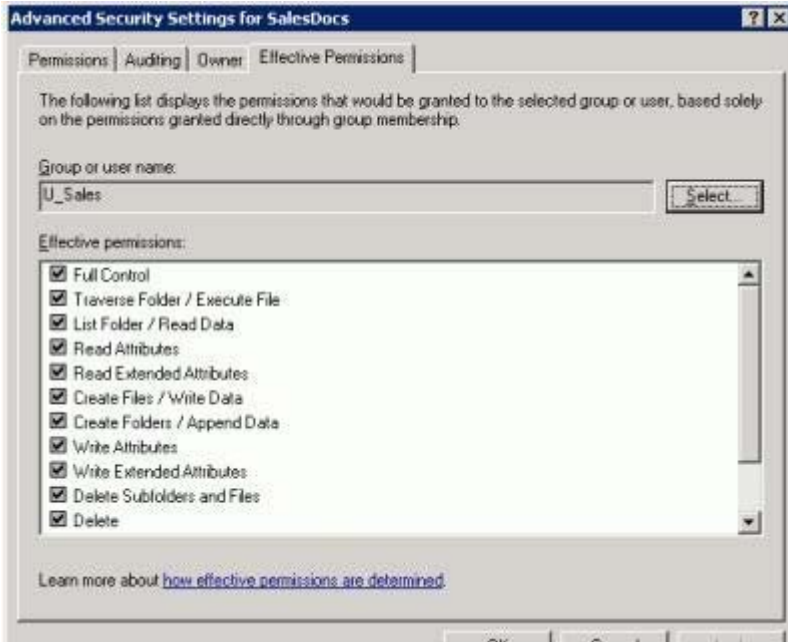 Advanced Security Settings for SalesDocs
Permissions Auditing Owner Effective Permissions
The following list displays the permissions that would be granted to the selected group or user, based solely
on the permissions granted directly through group membership.
Group or user name:
U_Sales Select...
Effective permissions:
Full Control
Traverse Folder / Execute File
List Folder / Read Data
Read Attributes
Read Extended Attributes
Create Files / Write Data
Create Folders / Append Data
Write Attributes
Write Extended Attributes
Delete Subfolders and Files
Delete
Learn more about how effective permissions are determined.